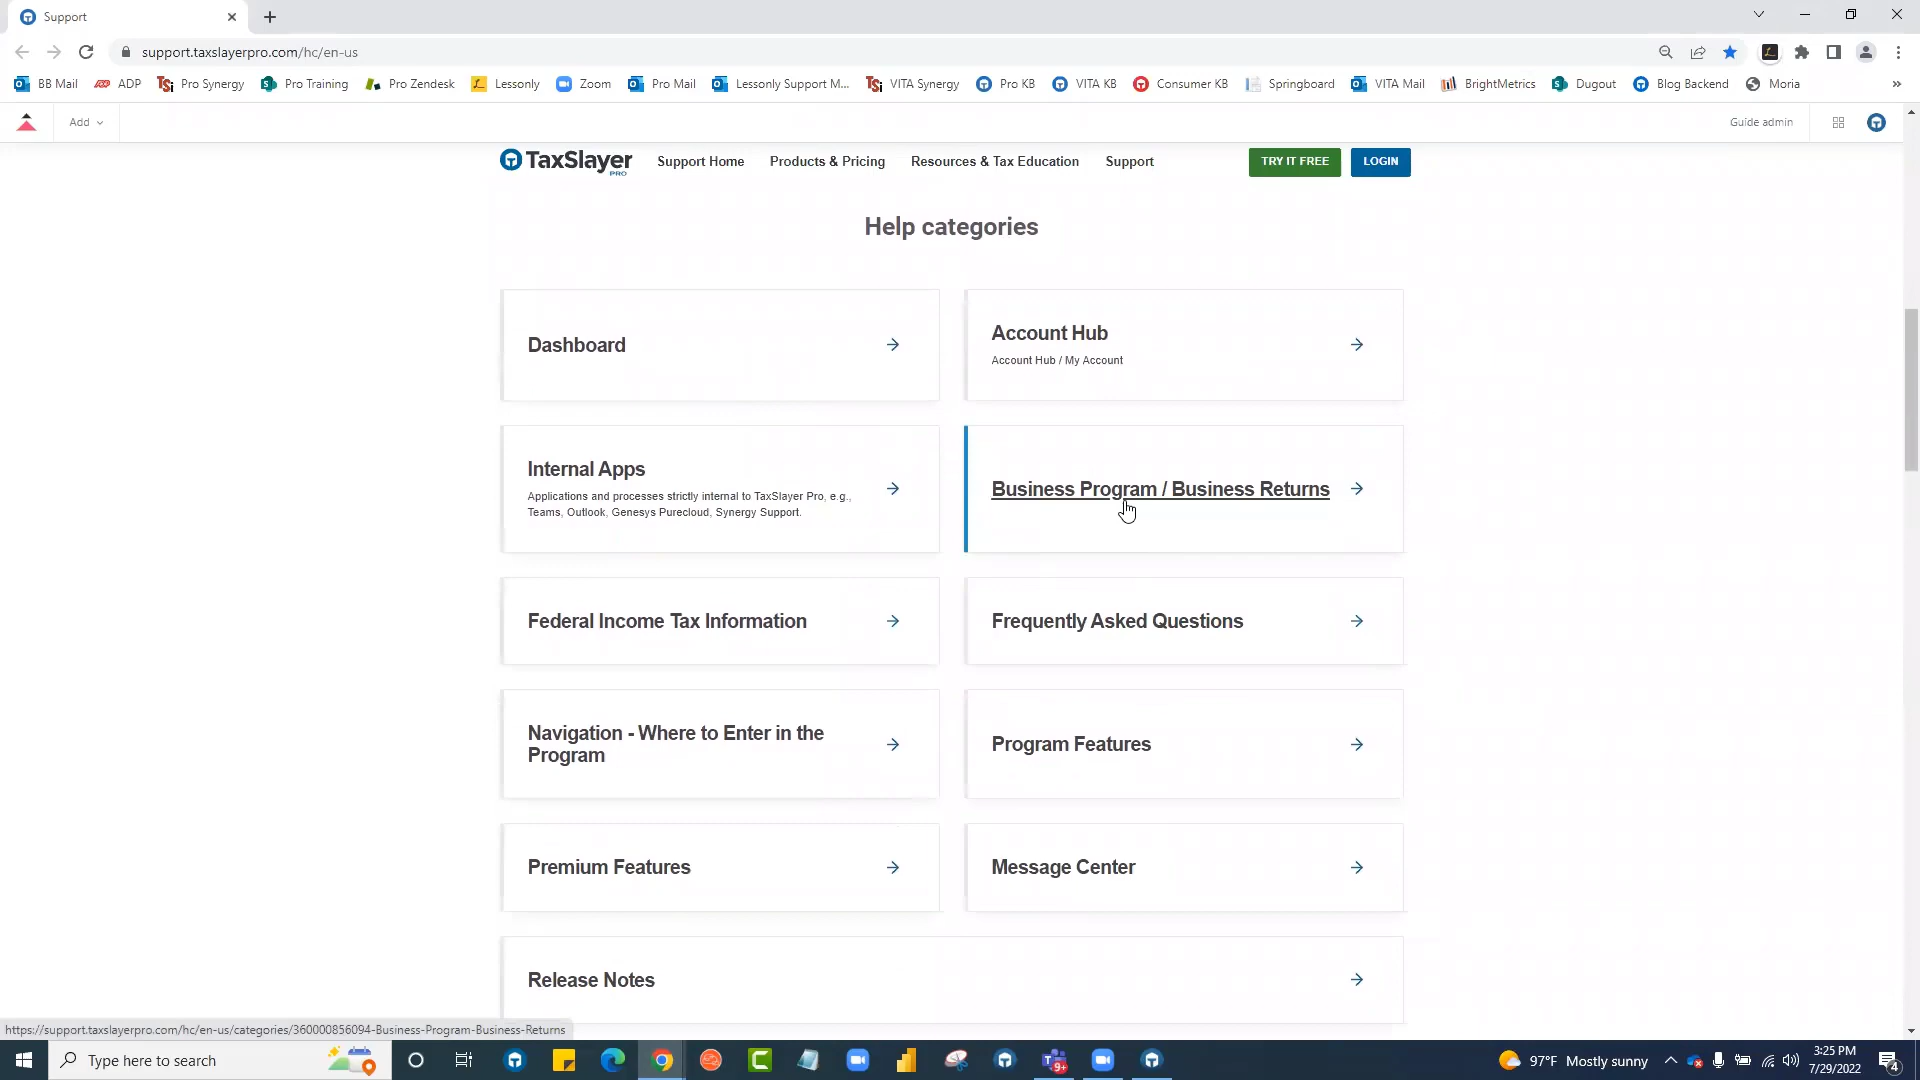 Support
support.taxslayerpro.com/hc/en-us
BB Mail ADP Pro Synergy Pro Training Pro Zendesk Lessonly Zoom Pro Mail Lessonly Support M... VITA Synergy Pro KB VITA KB Consumer KB Springboard VITA Mail BrightMetrics Dugout Blog Backend Moria »
Add Guide admin
TaxSlayer PRO Support Home Products & Pricing Resources & Tax Education Support TRY IT FREE LOGIN
Help categories
Dashboard
Account Hub
Account Hub / My Account
Internal Apps
Applications and processes strictly internal to TaxSlayer Pro, e.g.,
Teams, Outlook, Genesys Purecloud, Synergy Support.
Business Program / Business Returns
Federal Income Tax Information
Frequently Asked Questions
Navigation - Where to Enter in the
Program
Program Features
Premium Features
Message Center
Release Notes
https://support.taxslayerpro.com/hc/en-us/categories/360000856094-Business-Program-Business-Returns
Type here to search
9+
97°F Mostly sunny
3:25 PM
7/29/2022
4